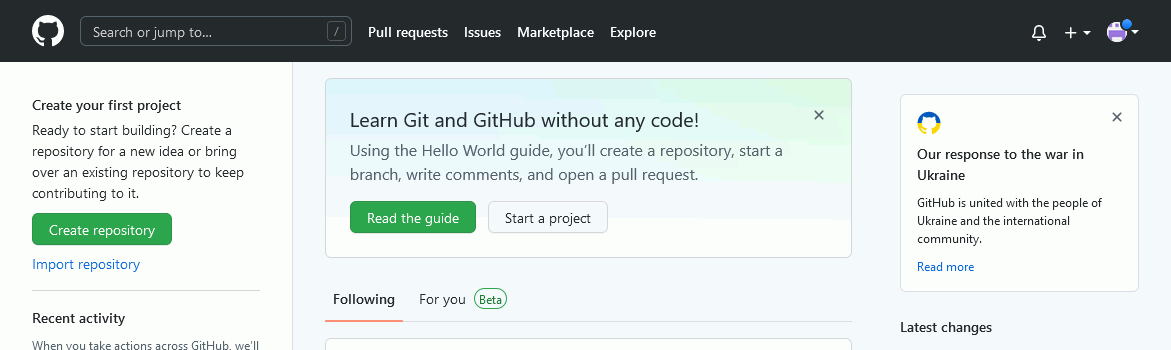 Search or jump to…
/
Pull requests
Issues
Marketplace
Explore
Create your first project
Ready to start building? Create a
repository for a new idea or bring
over an existing repository to keep
contributing to it.
Create repository
Import repository
Recent activity
When you take actions across GitHub, we'll
Learn Git and GitHub without any code!
Using the Hello World guide, you'll create a repository, start a
branch, write comments, and open a pull request.
Read the guide
Start a project
Following
For you
Beta
Our response to the war in
Ukraine
GitHub is united with the people of
Ukraine and the international
community.
Read more
Latest changes